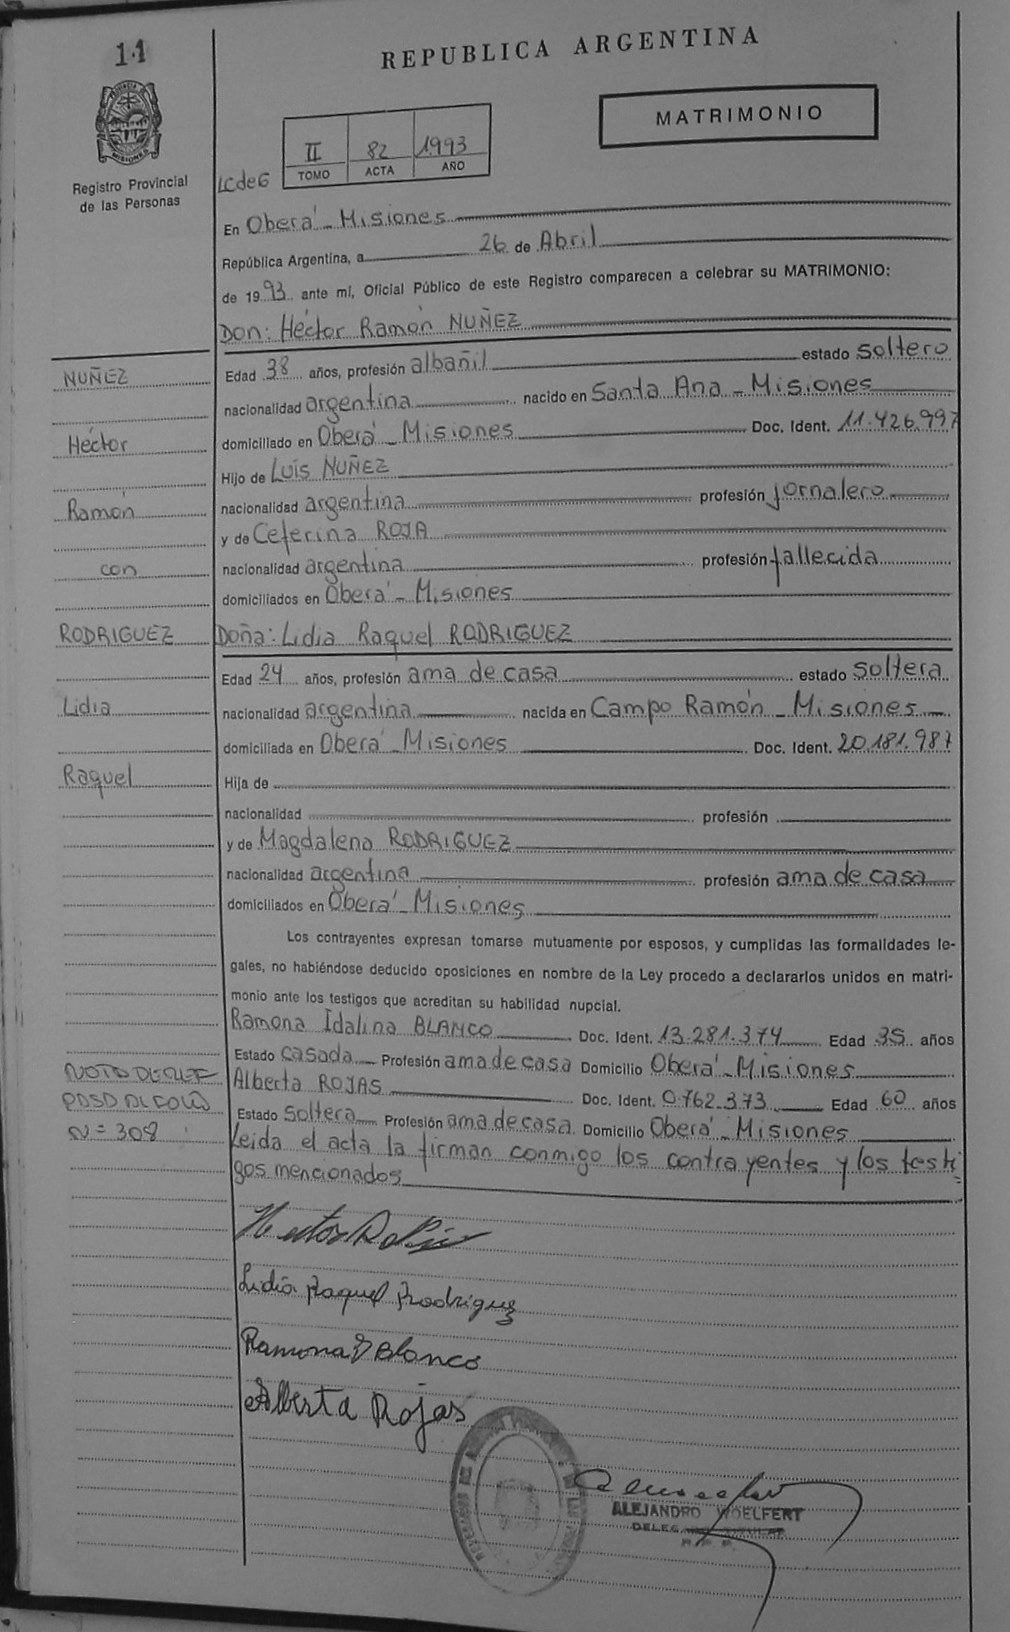 11
REPUBLICA ARGENTINA
MATRIMONIO
Registro Provincial
de las Personas
LCdeG
II 82 1993
TOMO ACTA AÑO
En Oberá - Misiones
República Argentina, a 26 de Abril
de 1993 ante mí, Oficial Público de este Registro comparecen a celebrar su MATRIMONIO:
Don: Héctor Ramón NUÑEZ
NUÑEZ
Héctor
Ramón
con
RODRIGUEZ
Lidia
Raquel
Edad 38 años, profesión albañil estado soltero
nacionalidad argentina nacido en Santa Ana - Misiones
domiciliado en Oberá - Misiones Doc. Ident. 11.426.997
Hijo de Luis NUÑEZ
nacionalidad argentina profesión jornalero
y de Ceferina ROJA
nacionalidad argentina profesión fallecida
domiciliados en Oberá - Misiones
Doña: Lidia Raquel RODRIGUEZ
Edad 24 años, profesión ama de casa estado soltera
nacionalidad argentina nacida en Campo Ramón - Misiones
domiciliada en Oberá - Misiones Doc. Ident. 20.181.987
Hija de
nacionalidad profesión
y de Magdalena RODRIGUEZ
nacionalidad argentina profesión ama de casa
domiciliados en Oberá - Misiones
Los contrayentes expresan tomarse mutuamente por esposos, y cumplidas las formalidades le-
gales, no habiéndose deducido oposiciones en nombre de la Ley procedo a declararlos unidos en matri-
monio ante los testigos que acreditan su habilidad nupcial.
Ramona Idalina BLANCO Doc. Ident. 13.281.374 Edad 35 años
Estado casada Profesión ama de casa Domicilio Oberá - Misiones
Alberta ROJAS Doc. Ident. 0.762.373 Edad 60 años
Estado soltera Profesión ama de casa Domicilio Oberá - Misiones
Leida el acta la firman conmigo los contrayentes y los testi
gos mencionados
NOTA DE REF
PASO AL FOLIO
N= 308
Lidia Raquel Rodriguez
Ramona I Blanco
Alberta Rojas
ALEJANDRO WOELFERT